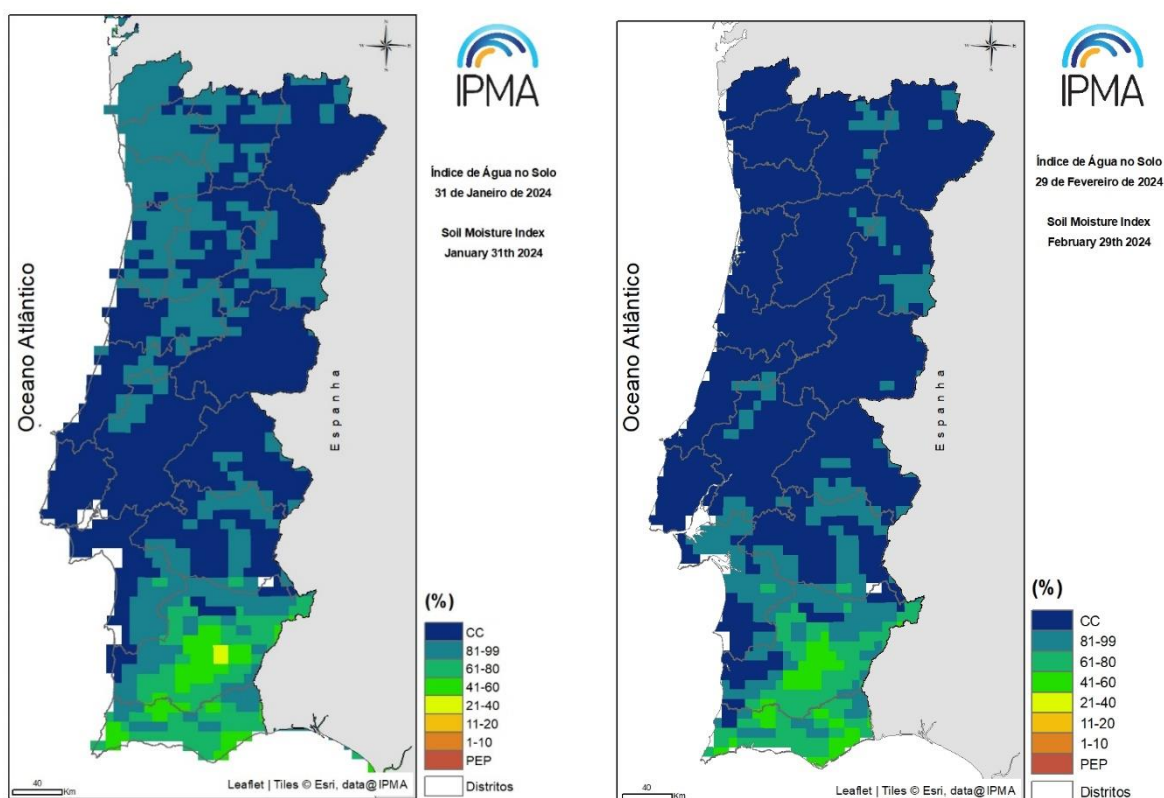 IPMA
Índice de Água no Solo
31 de Janeiro de 2024
Soil Moisture Index
January 31th 2024
Oceano Atlântico
Espanha
(%)
CC
81-99
61-80
41-60
21-40
11-20
1-10
PEP
Distritos
40
Km
Leaflet | Tiles © Esri, data@IPMA
IPMA
Índice de Água no Solo
29 de Fevereiro de 2024
Soil Moisture Index
February 29th 2024
Oceano Atlântico
Espanha
(%)
CC
81-99
61-80
41-60
21-40
11-20
1-10
PEP
Distritos
40
Km
Leaflet | Tiles © Esri, data@IPMA